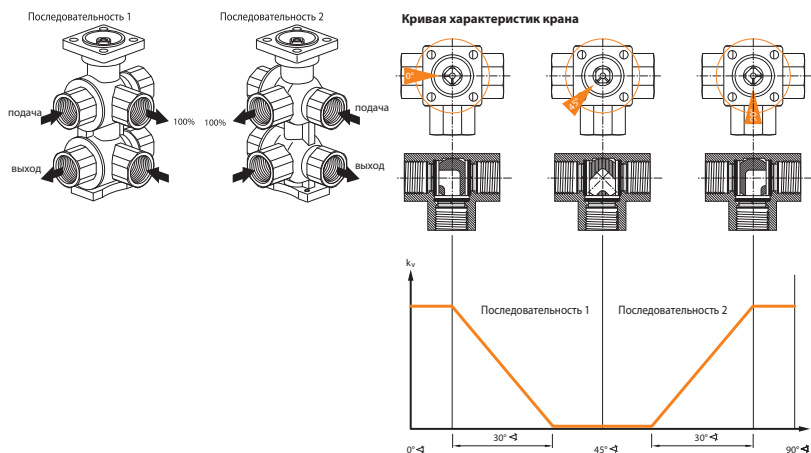 Последовательность 1
Последовательность 2
подача
100%
выход
100%
подача
выход
Кривая характеристик крана
0°
45°
90°
kv
Последовательность 1
Последовательность 2
30°
30°
0°
45°
90°